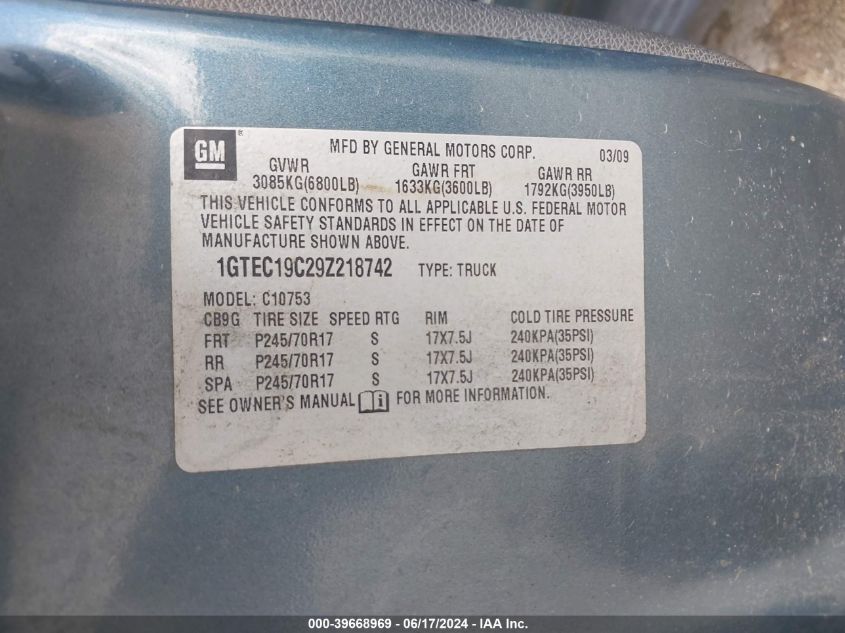 GM ® MFD BY GENERAL MOTORS CORP. 03/09
GVWR GAWR FRT GAWR RR
3085KG(6800LB) 1633KG(3600LB) 1792KG(3950LB)
THIS VEHICLE CONFORMS TO ALL APPLICABLE U.S. FEDERAL MOTOR
VEHICLE SAFETY STANDARDS IN EFFECT ON THE DATE OF
MANUFACTURE SHOWN ABOVE.
1GTEC19C29Z218742 TYPE: TRUCK
MODEL: C10753
CB9G TIRE SIZE SPEED RTG RIM COLD TIRE PRESSURE
FRT P245/70R17 S 17X7.5J 240KPA(35PSI)
RR P245/70R17 S 17X7.5J 240KPA(35PSI)
SPA P245/70R17 S 17X7.5J 240KPA(35PSI)
SEE OWNER'S MANUAL i FOR MORE INFORMATION.
000-39668969 - 06/17/2024 - IAA Inc.